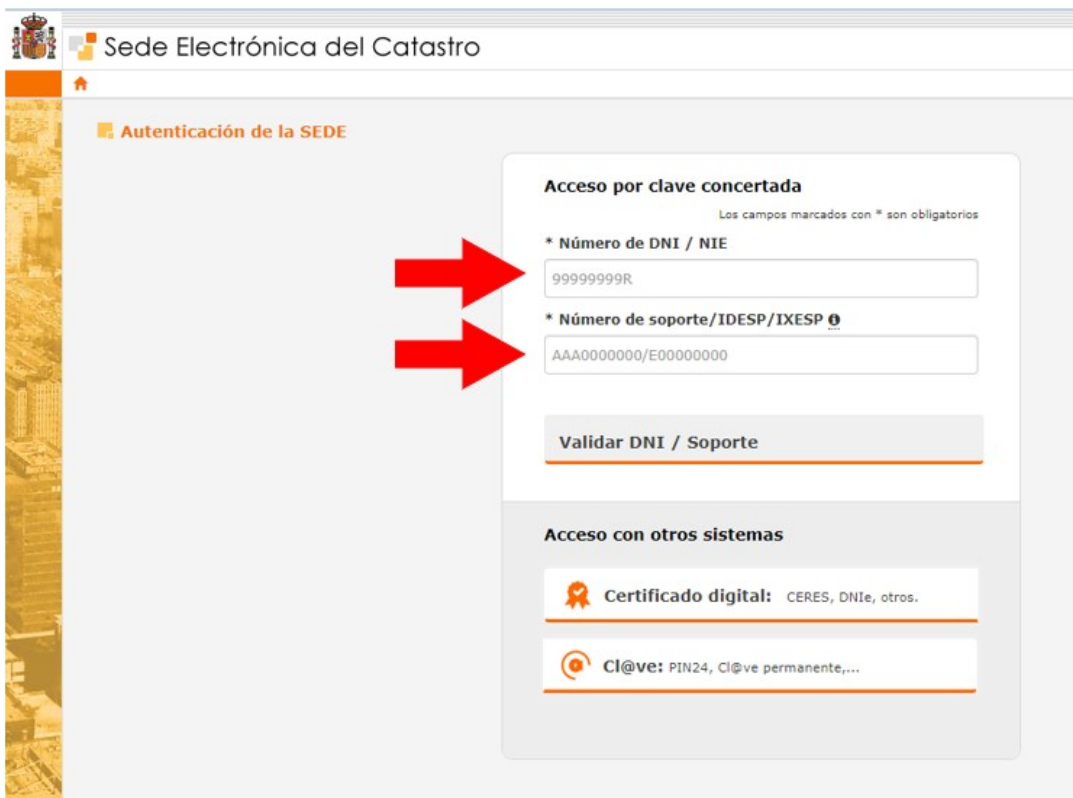 Sede Electrónica del Catastro
Autenticación de la SEDE
Acceso por clave concertada
Los campos marcados con * son obligatorios
* Número de DNI / NIE
99999999R
* Número de soporte/IDESP/IXESP
AAA0000000/E00000000
Validar DNI / Soporte
Acceso con otros sistemas
Certificado digital: CERES, DNIe, otros.
Cl@ve: PIN24, Cl@ve permanente,...